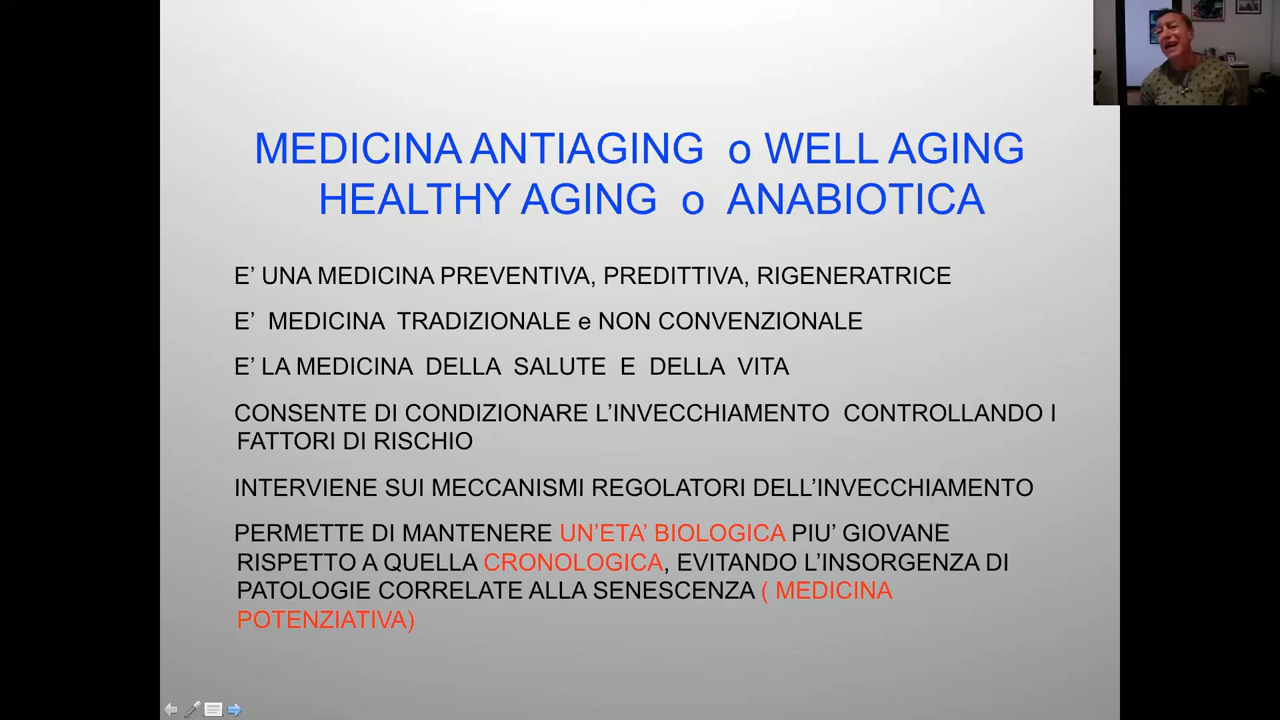 MEDICINA ANTIAGING o WELL AGING
HEALTHY AGING o ANABIOTICA
E’ UNA MEDICINA PREVENTIVA, PREDITTIVA, RIGENERATRICE
E’ MEDICINA TRADIZIONALE e NON CONVENZIONALE
E’ LA MEDICINA DELLA SALUTE E DELLA VITA
CONSENTE DI CONDIZIONARE L’INVECCHIAMENTO CONTROLLANDO I
FATTORI DI RISCHIO
INTERVIENE SUI MECCANISMI REGOLATORI DELL’INVECCHIAMENTO
PERMETTE DI MANTENERE UN’ETA’ BIOLOGICA PIU’ GIOVANE
RISPETTO A QUELLA CRONOLOGICA, EVITANDO L’INSORGENZA DI
PATOLOGIE CORRELATE ALLA SENESCENZA ( MEDICINA
POTENZIATIVA)